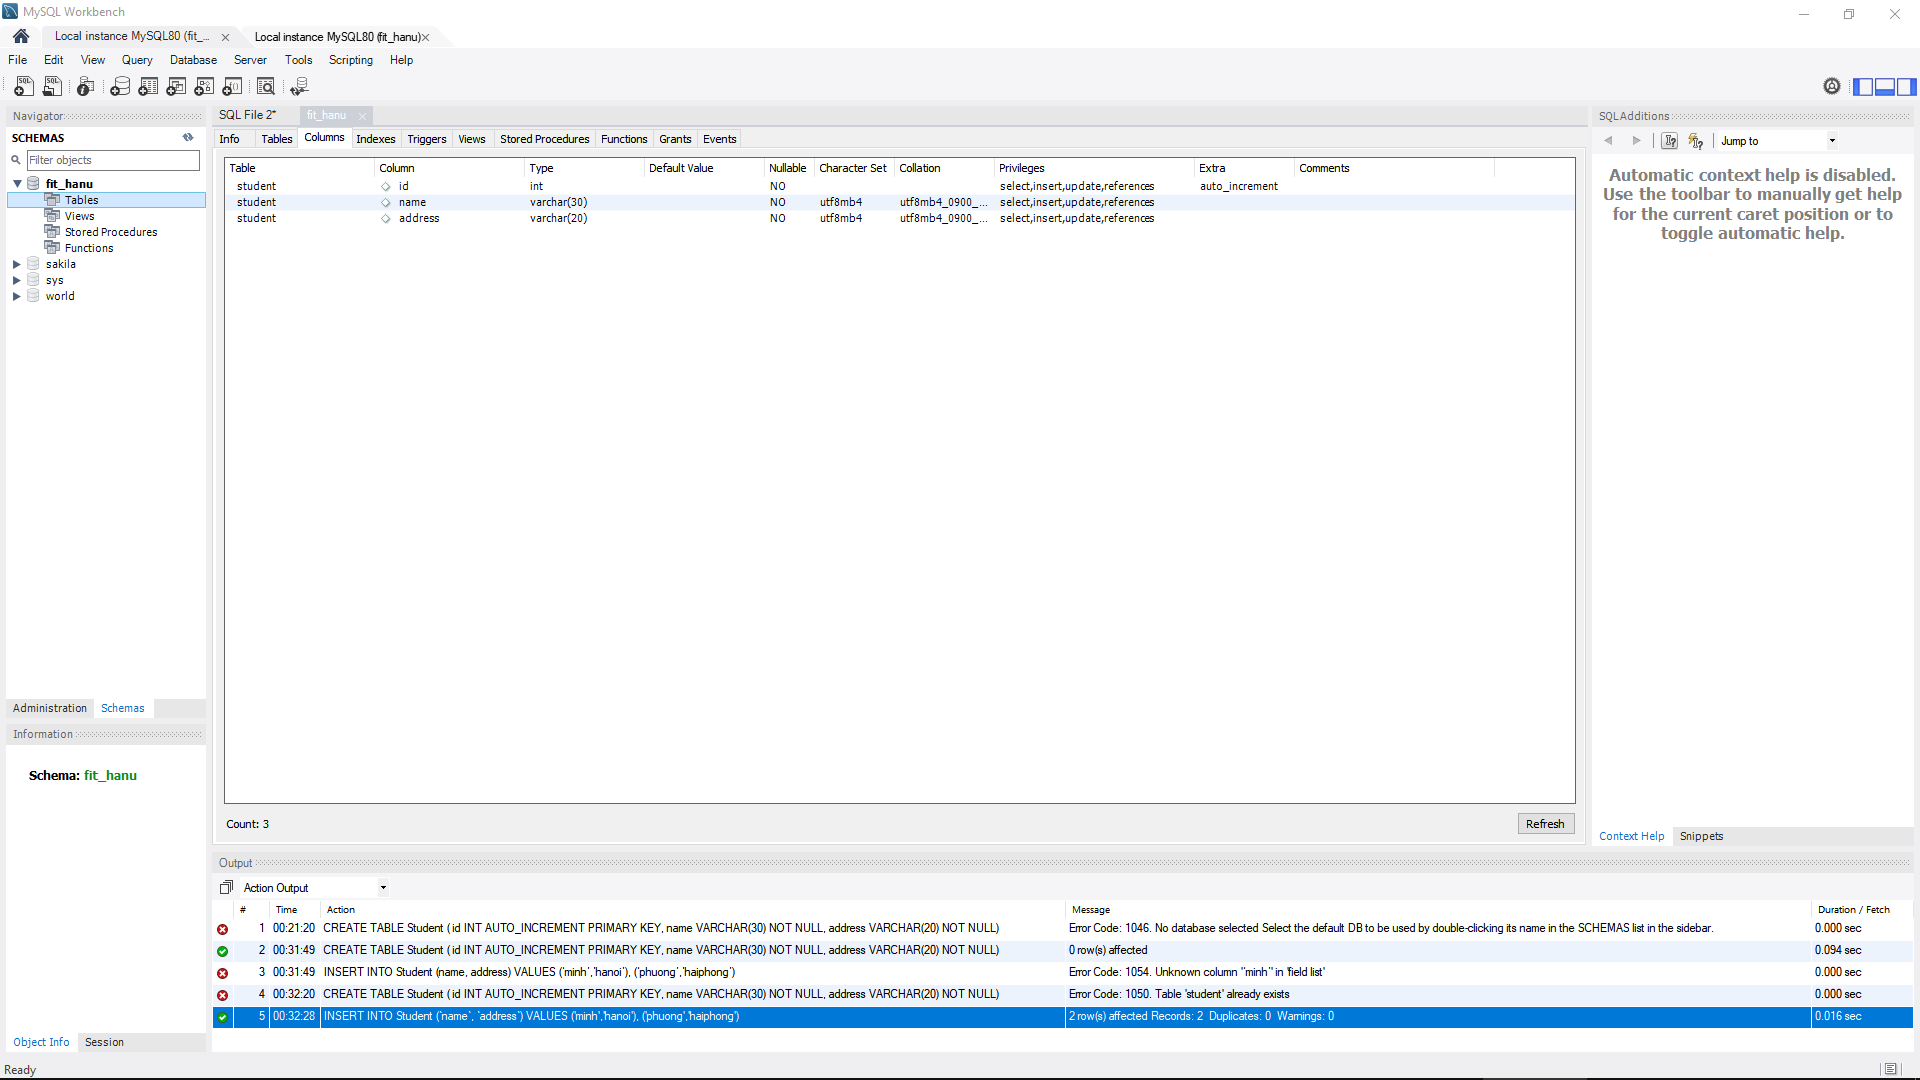 MySQL Workbench
Local instance MySQL80 (fit_...
Local instance MySQL80 (fit_hanu)
File Edit View Query Database Server Tools Scripting Help
Navigator
SCHEMAS
Filter objects
fit_hanu
Tables
Views
Stored Procedures
Functions
sakila
sys
world
Administration Schemas
Information
Schema: fit_hanu
Object Info Session
SQL File 2* fit_hanu
Info Tables Columns Indexes Triggers Views Stored Procedures Functions Grants Events
Table Column Type Default Value Nullable Character Set Collation Privileges Extra Comments
student id int NO select,insert,update,references auto_increment
student name varchar(30) NO utf8mb4 utf8mb4_0900_... select,insert,update,references
student address varchar(20) NO utf8mb4 utf8mb4_0900_... select,insert,update,references
Count: 3
Refresh
SQLAdditions
Jump to
Automatic context help is disabled.
Use the toolbar to manually get help
for the current caret position or to
toggle automatic help.
Context Help Snippets
Output
Action Output
# Time Action Message Duration / Fetch
1 00:21:20 CREATE TABLE Student ( id INT AUTO_INCREMENT PRIMARY KEY, name VARCHAR(30) NOT NULL, address VARCHAR(20) NOT NULL) Error Code: 1046. No database selected Select the default DB to be used by double-clicking its name in the SCHEMAS list in the sidebar. 0.000 sec
2 00:31:49 CREATE TABLE Student ( id INT AUTO_INCREMENT PRIMARY KEY, name VARCHAR(30) NOT NULL, address VARCHAR(20) NOT NULL) 0 row(s) affected 0.094 sec
3 00:31:49 INSERT INTO Student (name, address) VALUES (`minh`,'hanoi'), ('phuong','haiphong') Error Code: 1054. Unknown column '`minh`' in 'field list' 0.000 sec
4 00:32:20 CREATE TABLE Student ( id INT AUTO_INCREMENT PRIMARY KEY, name VARCHAR(30) NOT NULL, address VARCHAR(20) NOT NULL) Error Code: 1050. Table 'student' already exists 0.000 sec
5 00:32:28 INSERT INTO Student (`name`, `address`) VALUES ('minh','hanoi'), ('phuong','haiphong') 2 row(s) affected Records: 2 Duplicates: 0 Warnings: 0 0.016 sec
Ready